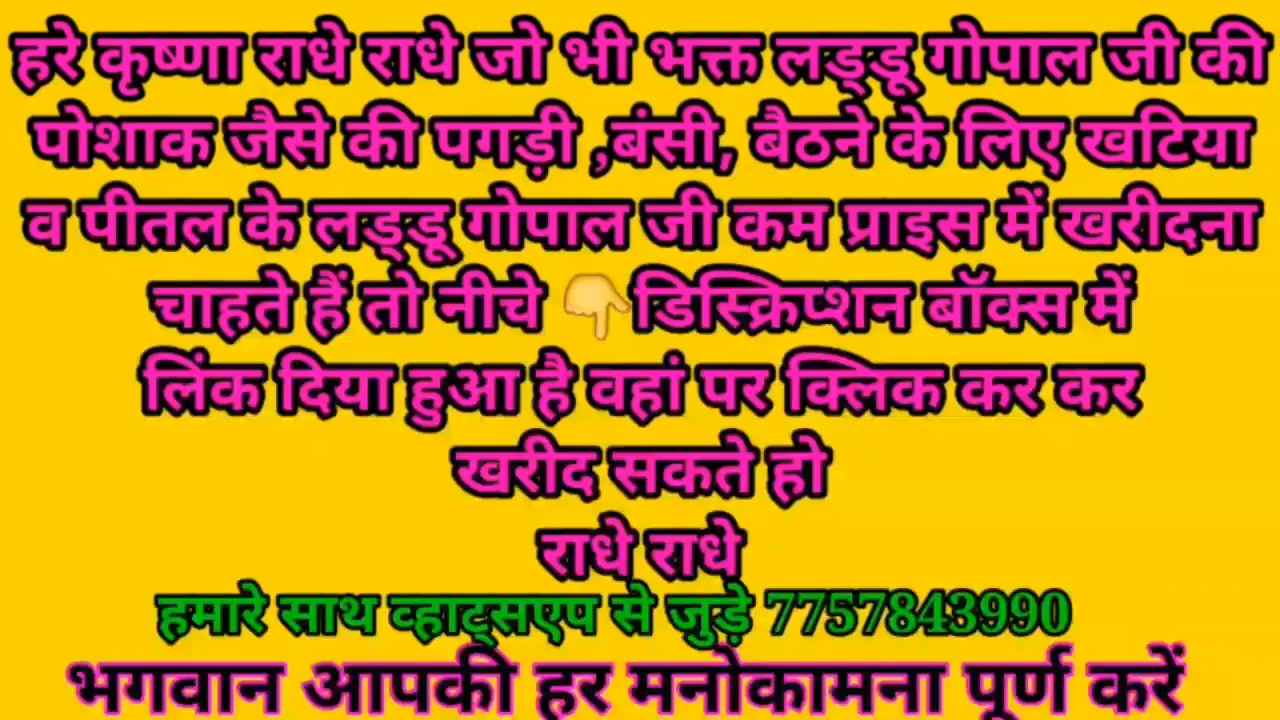 हरे कृष्णा राधे राधे जो भी भक्त लड्डू गोपाल जी की
पोशाक जैसे की पगड़ी ,बंसी, बैठने के लिए खटिया
व पीतल के लड्डू गोपाल जी कम प्राइस में खरीदना
चाहते हैं तो नीचे 👇डिस्क्रिप्शन बॉक्स में
लिंक दिया हुआ है वहां पर क्लिक कर कर
खरीद सकते हो
राधे राधे
हमारे साथ व्हाट्सएप से जुड़े 7757843990
भगवान आपकी हर मनोकामना पूर्ण करें